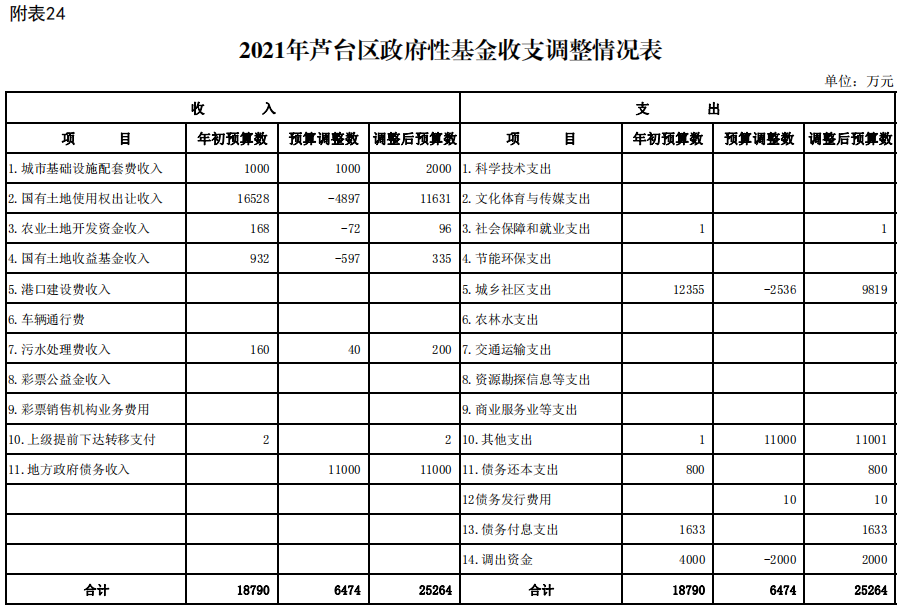 附表24
2021年芦台区政府性基金收支调整情况表
单位：万元
收 入 支 出
项 目 年初预算数 预算调整数 调整后预算数 项 目 年初预算数 预算调整数 调整后预算数
1.城市基础设施配套费收入 1000 1000 2000 1.科学技术支出
2.国有土地使用权出让收入 16528 -4897 11631 2.文化体育与传媒支出
3.农业土地开发资金收入 168 -72 96 3.社会保障和就业支出 1 1
4.国有土地收益基金收入 932 -597 335 4.节能环保支出
5.港口建设费收入 5.城乡社区支出 12355 -2536 9819
6.车辆通行费 6.农林水支出
7.污水处理费收入 160 40 200 7.交通运输支出
8.彩票公益金收入 8.资源勘探信息等支出
9.彩票销售机构业务费用 9.商业服务业等支出
10.上级提前下达转移支付 2 2 10.其他支出 1 11000 11001
11.地方政府债务收入 11000 11000 11.债务还本支出 800 800
12债务发行费用 10 10
13.债务付息支出 1633 1633
14.调出资金 4000 -2000 2000
合计 18790 6474 25264 合计 18790 6474 25264